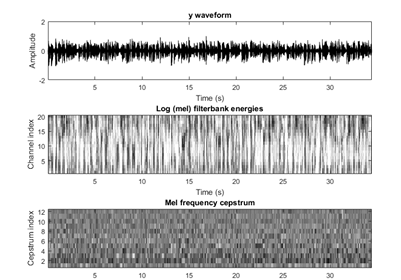 y waveform
2
0
-2
Amplitude
5 10 15 20 25 30
Time (s)
Log (mel) filterbank energies
20
15
10
5
Channel index
5 10 15 20 25 30
Time (s)
Mel frequency cepstrum
12
10
8
6
4
2
Cepstrum index
5 10 15 20 25 30